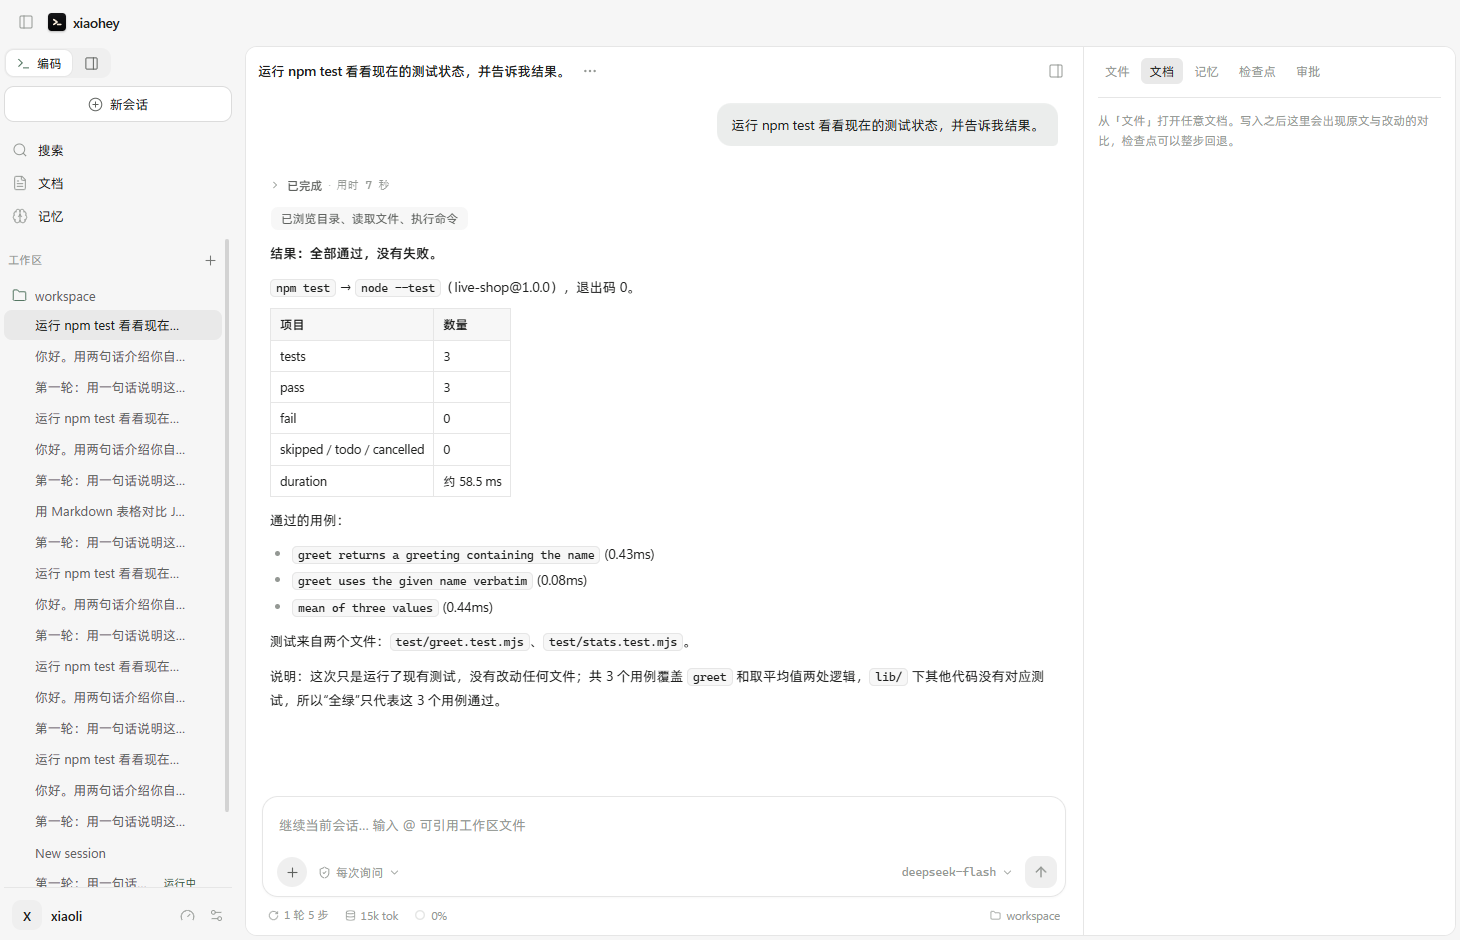 xiaohey
编码
新会话
搜索
文档
记忆
工作区
workspace
运行 npm test 看看现在...
你好。用两句话介绍你自...
第一轮：用一句话说明这...
运行 npm test 看看现在...
你好。用两句话介绍你自...
第一轮：用一句话说明这...
用 Markdown 表格对比 J...
第一轮：用一句话说明这...
运行 npm test 看看现在...
你好。用两句话介绍你自...
第一轮：用一句话说明这...
运行 npm test 看看现在...
你好。用两句话介绍你自...
第一轮：用一句话说明这...
运行 npm test 看看现在...
你好。用两句话介绍你自...
第一轮：用一句话说明这...
New session
第一轮：用一句话... 运行中
X xiaoli
运行 npm test 看看现在的测试状态，并告诉我结果。 ···
运行 npm test 看看现在的测试状态，并告诉我结果。
已完成 · 用时 7 秒
已浏览目录、读取文件、执行命令
结果：全部通过，没有失败。
npm test → node --test（live-shop@1.0.0），退出码 0。
项目 数量
tests 3
pass 3
fail 0
skipped / todo / cancelled 0
duration 约 58.5 ms
通过的用例：
• greet returns a greeting containing the name (0.43ms)
• greet uses the given name verbatim (0.08ms)
• mean of three values (0.44ms)
测试来自两个文件：test/greet.test.mjs、test/stats.test.mjs。
说明：这次只是运行了现有测试，没有改动任何文件；共 3 个用例覆盖 greet 和取平均值两处逻辑，lib/ 下其他代码没有对应测
试，所以“全绿”只代表这 3 个用例通过。
继续当前会话... 输入 @ 可引用工作区文件
每次询问
deepseek-flash
1 轮 5 步 15k tok 0%
workspace
文件 文档 记忆 检查点 审批
从「文件」打开任意文档。写入之后这里会出现原文与改动的对
比，检查点可以整步回退。